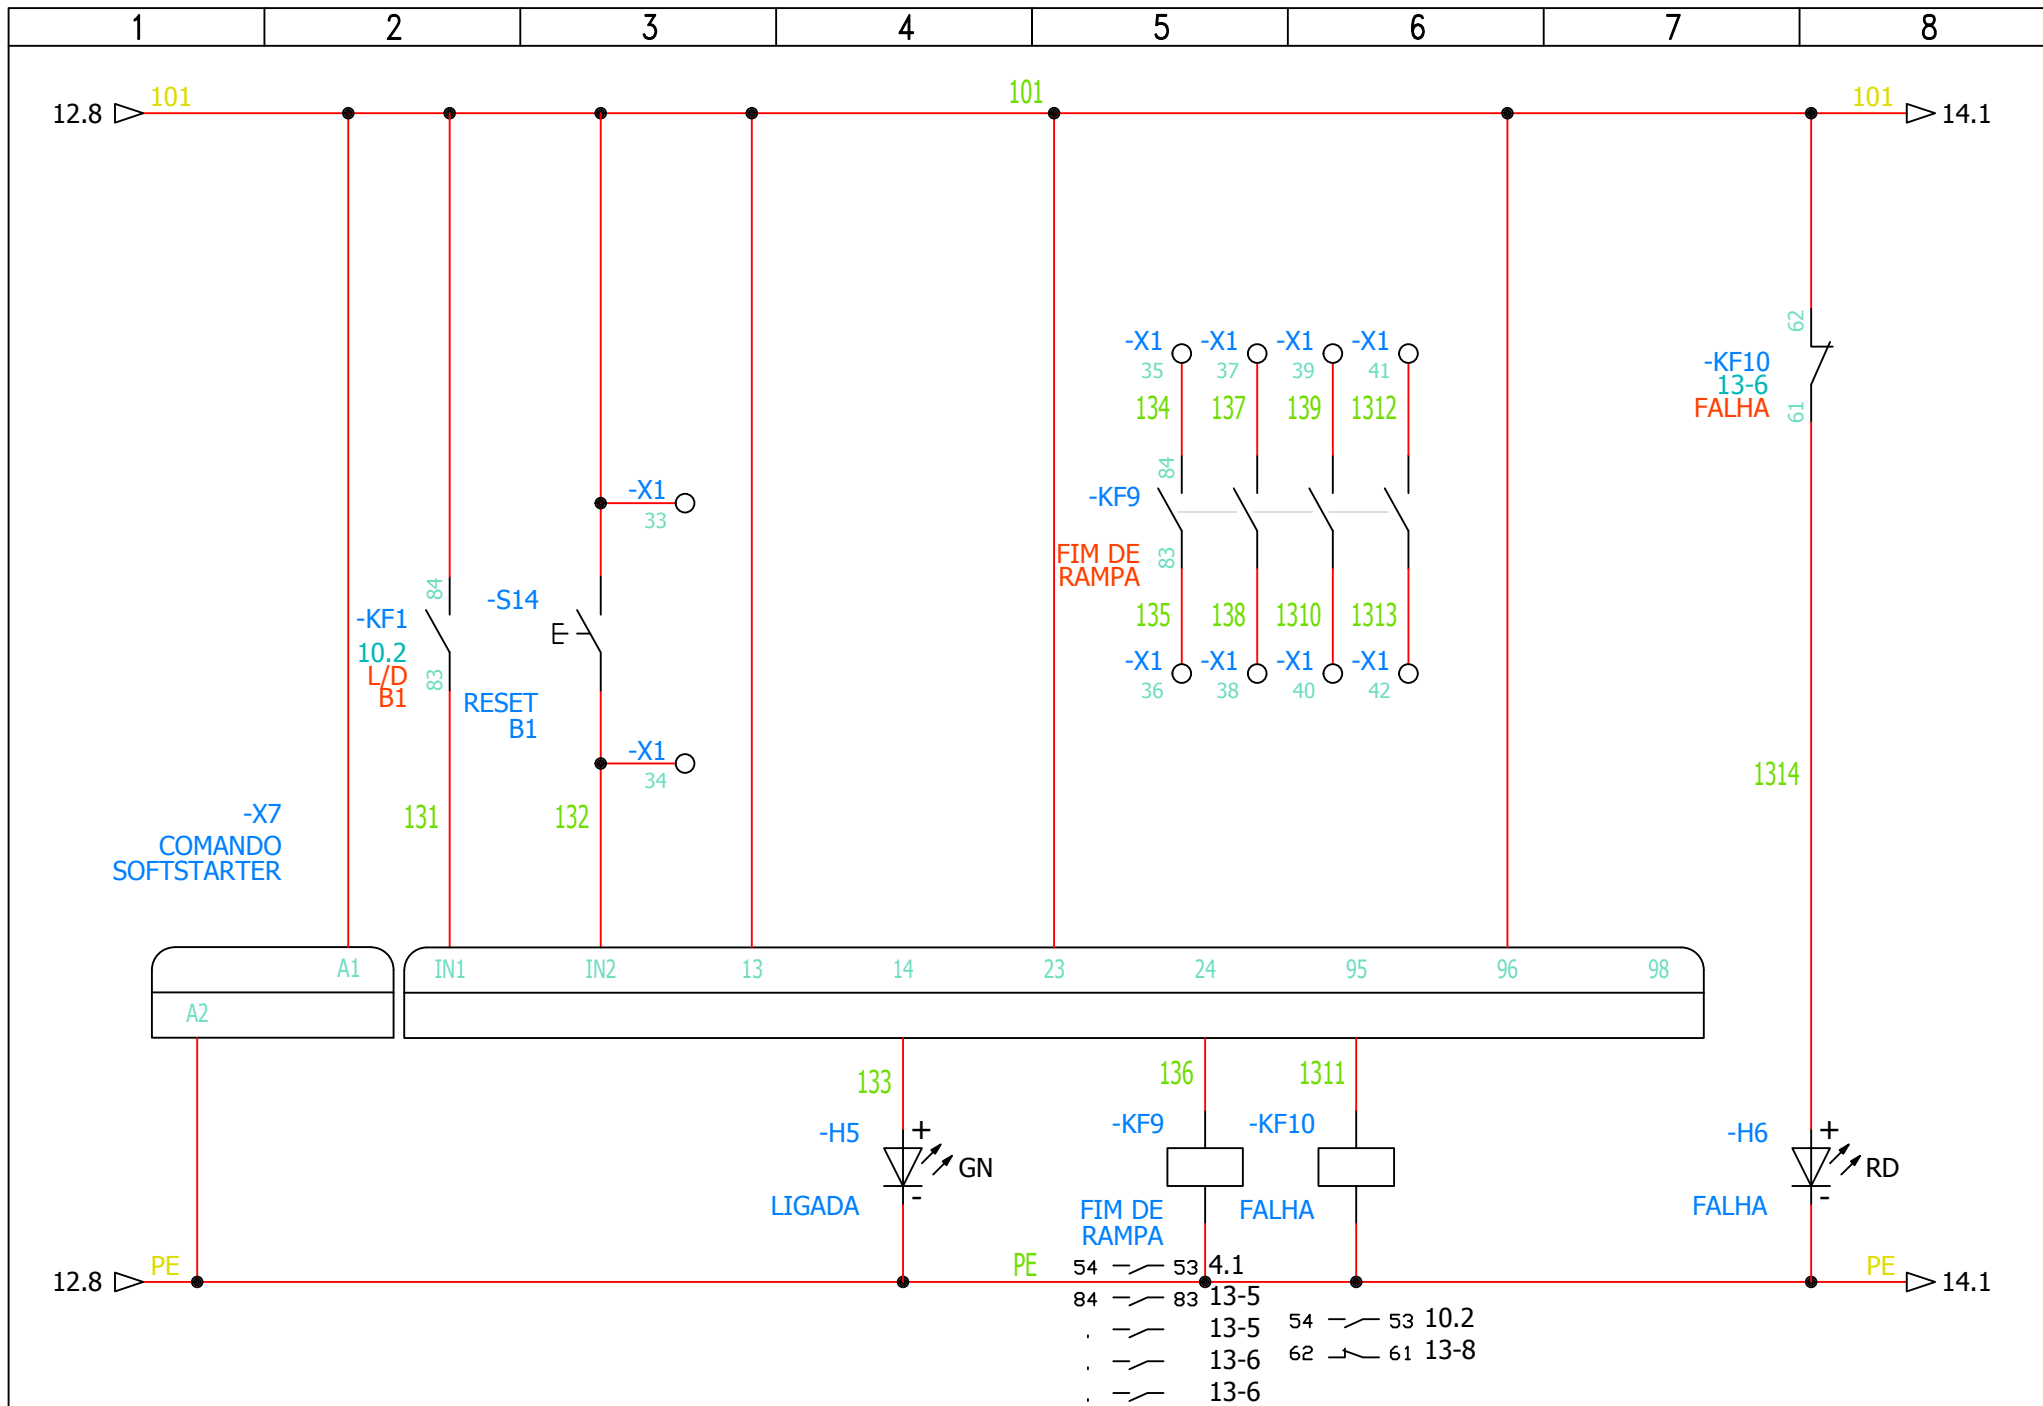 1 2 3 4 5 6 7 8
12.8 101 101 101 14.1
-X1 -X1 -X1 -X1
35 37 39 41
134 137 139 1312
62
-KF10
13-6
FALHA
61
-X1
33
84
-KF9
FIM DE
RAMPA
83
135 138 1310 1313
-X1 -X1 -X1 -X1
36 38 40 42
84
-KF1
10.2
L/D
B1
83
-S14
RESET
B1
-X1
34
1314
-X7
COMANDO
SOFTSTARTER
131 132
A1 IN1 IN2 13 14 23 24 95 96 98
A2
133 136 1311
-H5 + GN -
LIGADA
-KF9
FIM DE
RAMPA
-KF10
FALHA
-H6 + RD -
FALHA
12.8 PE PE PE 14.1
54 53 4.1
84 83 13-5
. 13-5
. 13-6
. 13-6
54 53 10.2
62 61 13-8